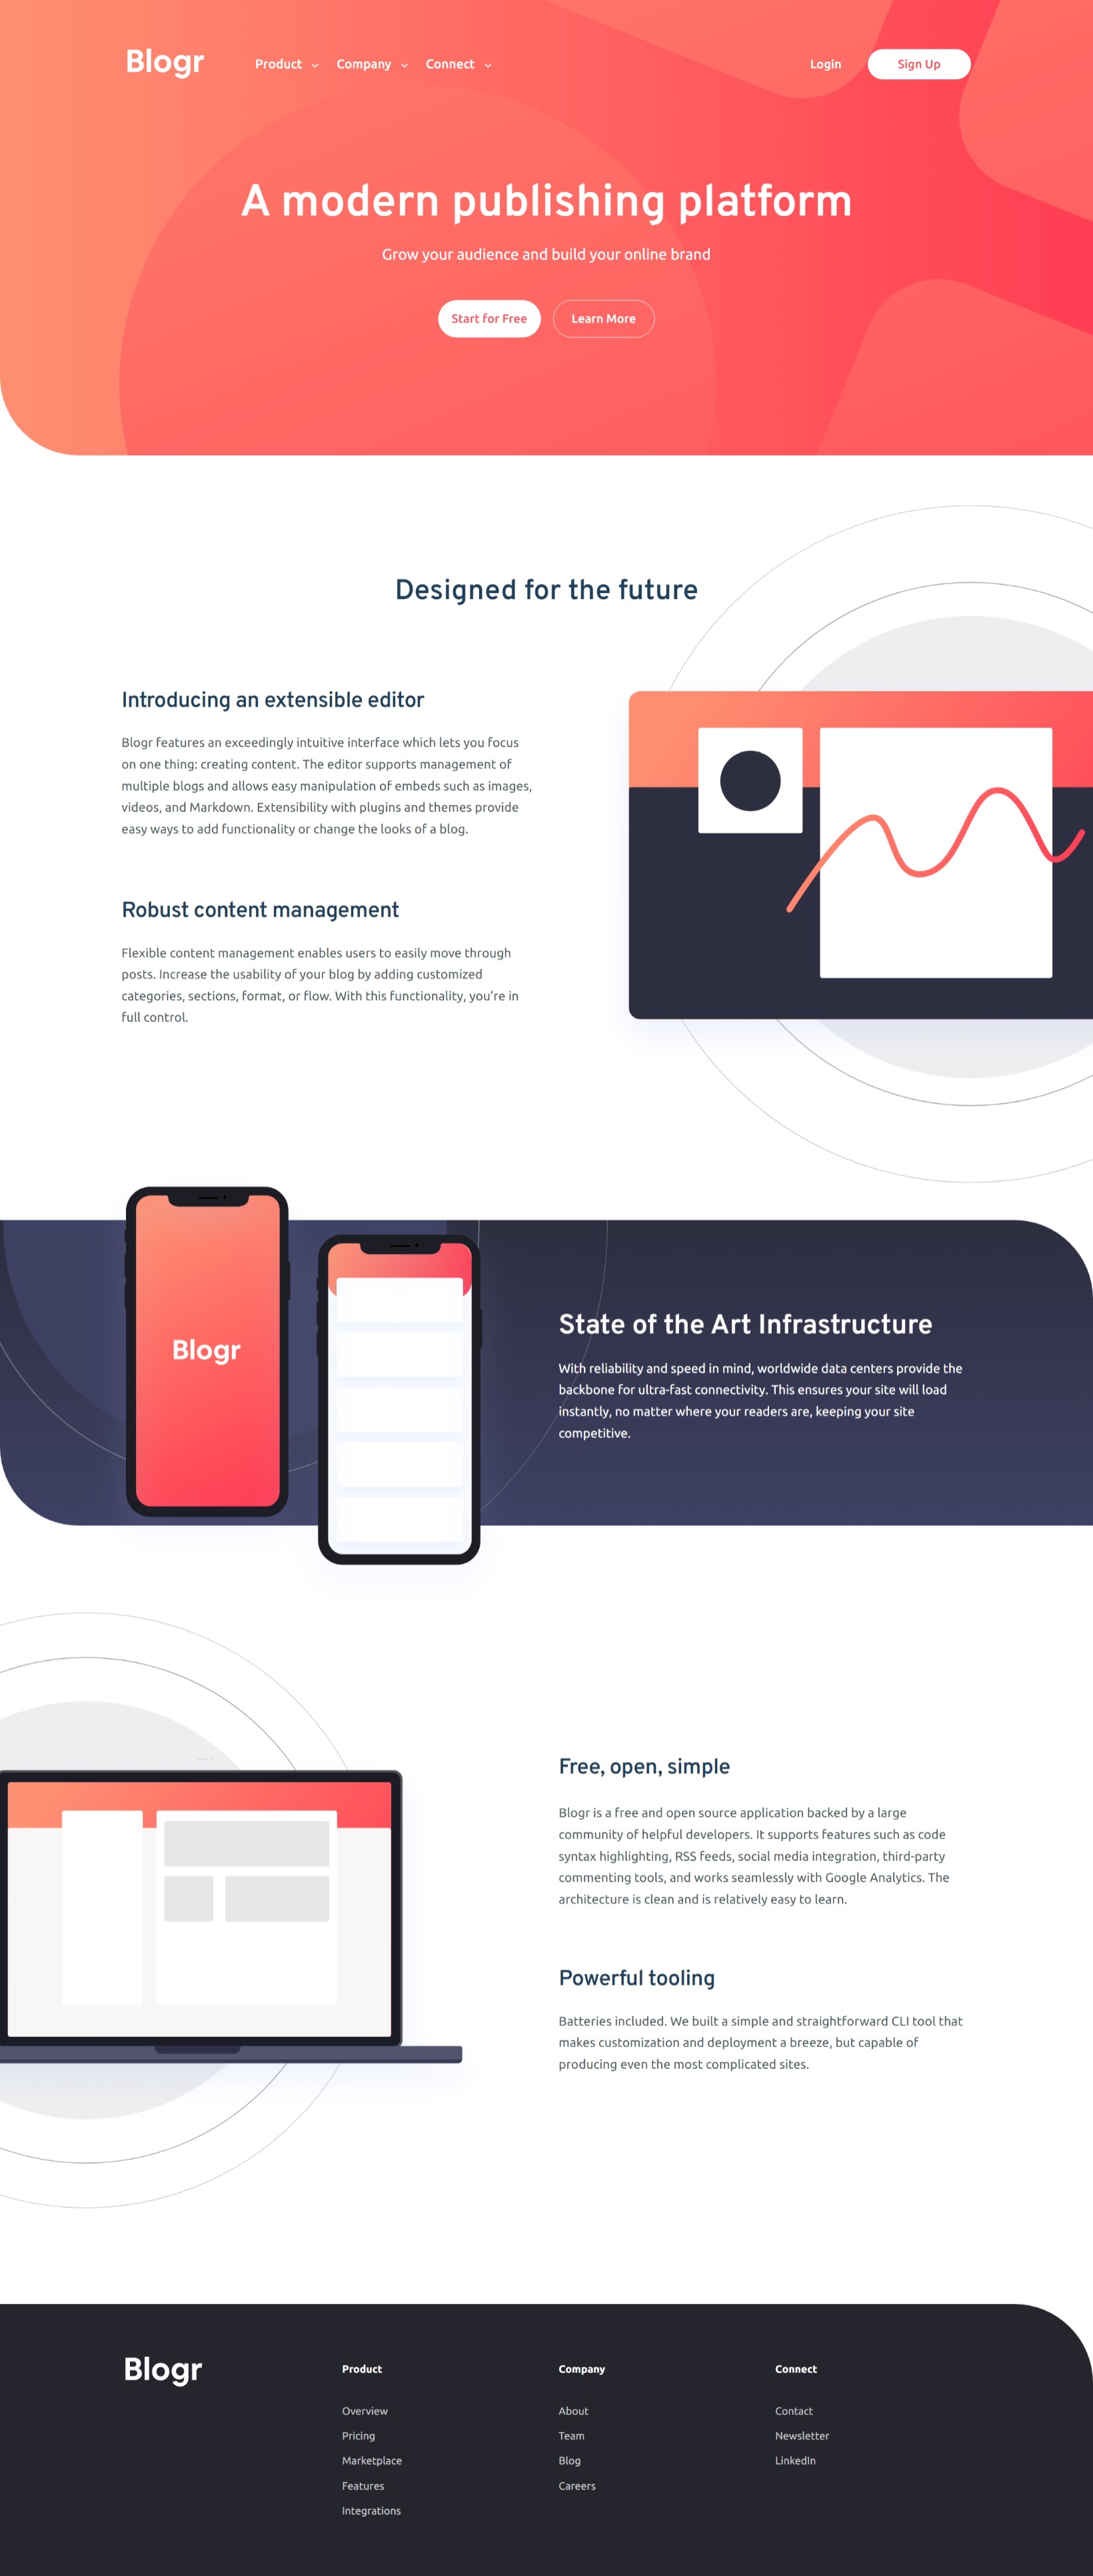 Blogr
Product
Company
Connect
Login
Sign Up
A modern publishing platform
Grow your audience and build your online brand
Start for Free
Learn More
Designed for the future
Introducing an extensible editor
Blogr features an exceedingly intuitive interface which lets you focus
on one thing: creating content. The editor supports management of
multiple blogs and allows easy manipulation of embeds such as images,
videos, and Markdown. Extensibility with plugins and themes provide
easy ways to add functionality or change the looks of a blog.
Robust content management
Flexible content management enables users to easily move through
posts. Increase the usability of your blog by adding customized
categories, sections, format, or flow. With this functionality, you're in
full control.
Blogr
State of the Art Infrastructure
With reliability and speed in mind, worldwide data centers provide the
backbone for ultra-fast connectivity. This ensures your site will load
instantly, no matter where your readers are, keeping your site
competitive.
Free, open, simple
Blogr is a free and open source application backed by a large
community of helpful developers. It supports features such as code
syntax highlighting, RSS feeds, social media integration, third-party
commenting tools, and works seamlessly with Google Analytics. The
architecture is clean and is relatively easy to learn.
Powerful tooling
Batteries included. We built a simple and straightforward CLI tool that
makes customization and deployment a breeze, but capable of
producing even the most complicated sites.
Blogr
Product
Overview
Pricing
Marketplace
Features
Integrations
Company
About
Team
Blog
Careers
Connect
Contact
Newsletter
LinkedIn